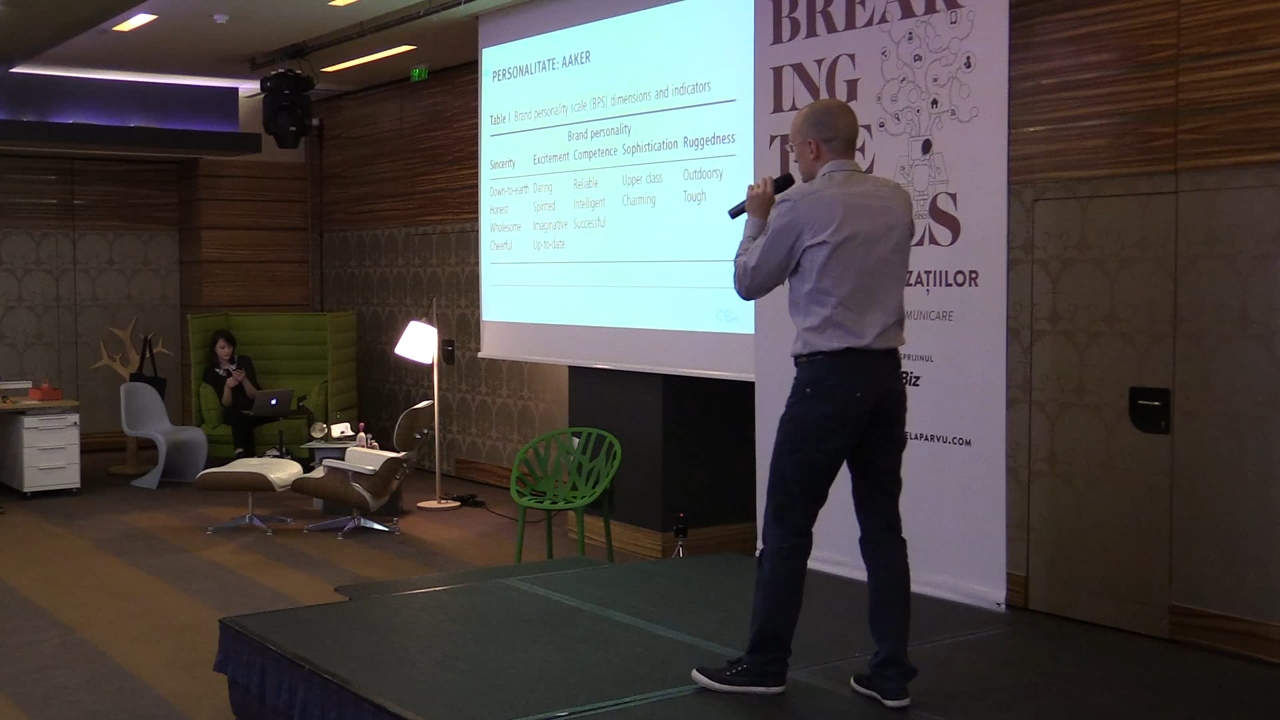 PERSONALITATE: AAKER
Table I Brand personality scale (BPS) dimensions and indicators
Brand personality
Sincerity Excitement Competence Sophistication Ruggedness
Down-to-earth Daring Reliable Upper class Outdoorsy
Honest Spirited Intelligent Charming Tough
Wholesome Imaginative Successful
Cheerful Up-to-date
BREAK
ING
ZAȚIILOR
MUNICARE
SPRIJINUL
Biz
ELAPARVU.COM